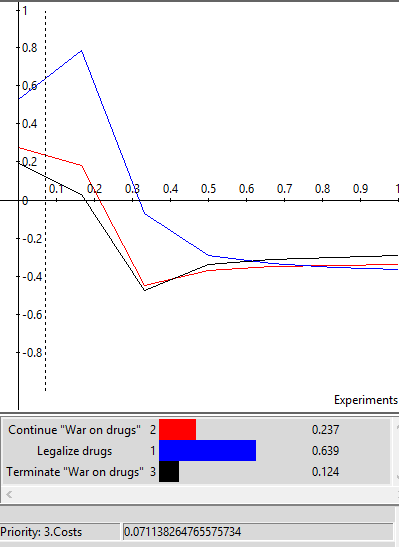 1
0.8
0.6
0.4
0.2
0.1 0.2 0.3 0.4 0.5 0.6 0.7 0.8 0.9 1
0
-0.2
-0.4
-0.6
-0.8
Experiments
Continue "War on drugs" 2 0.237
Legalize drugs 1 0.639
Terminate "War on drugs" 3 0.124
Priority: 3.Costs 0.071138264765575734